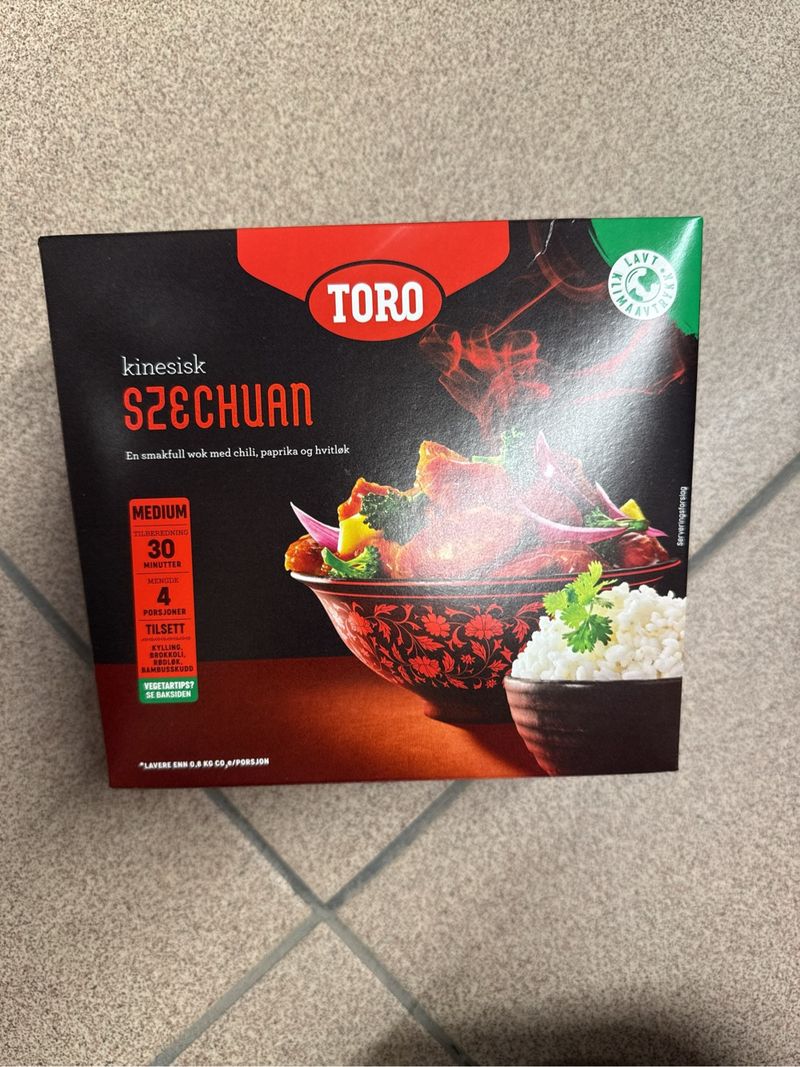 TORO
LAVT KLIMAAVTRYKK*
kinesisk
SZECHUAN
En smakfull wok med chili, paprika og hvitløk
MEDIUM
TILBEREDNING
30
MINUTTER
MENGDE
4
PORSJONER
TILSETT
KYLLING,
BROKKOLI,
RØDLØK,
BAMBUSSKUDD
VEGETARTIPS?
SE BAKSIDEN
Serveringsforslag
*LAVERE ENN 0,8 KG CO₂e/PORSJON